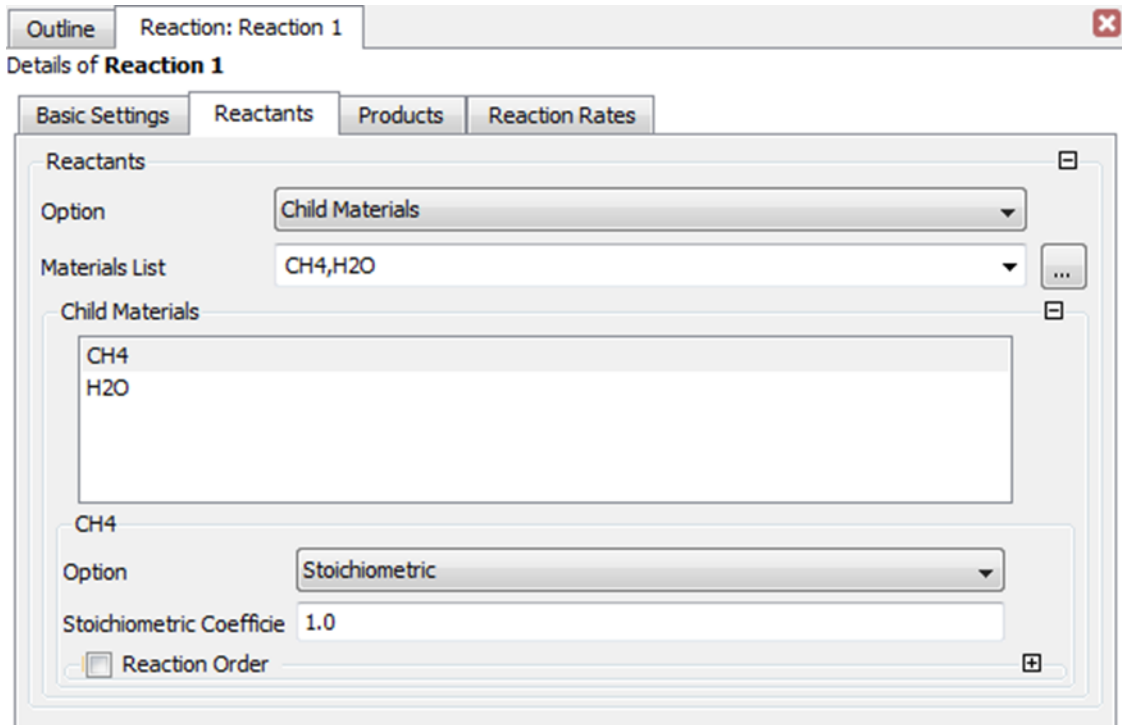 Outline Reaction: Reaction 1
Details of Reaction 1
Basic Settings Reactants Products Reaction Rates
Reactants
Option Child Materials
Materials List CH4,H2O ...
Child Materials
CH4
H2O
CH4
Option Stoichiometric
Stoichiometric Coefficie 1.0
Reaction Order